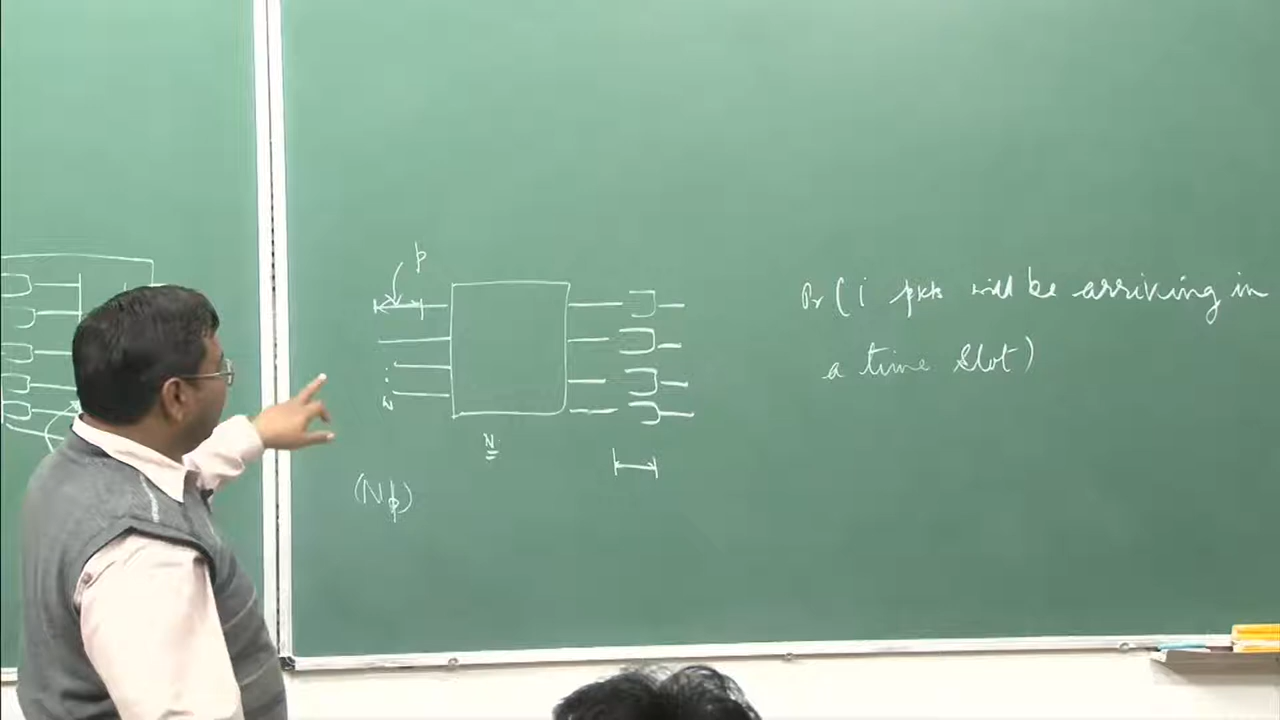 p
Pr (i pkts will be arriving in
a time slot)
N
(Np)